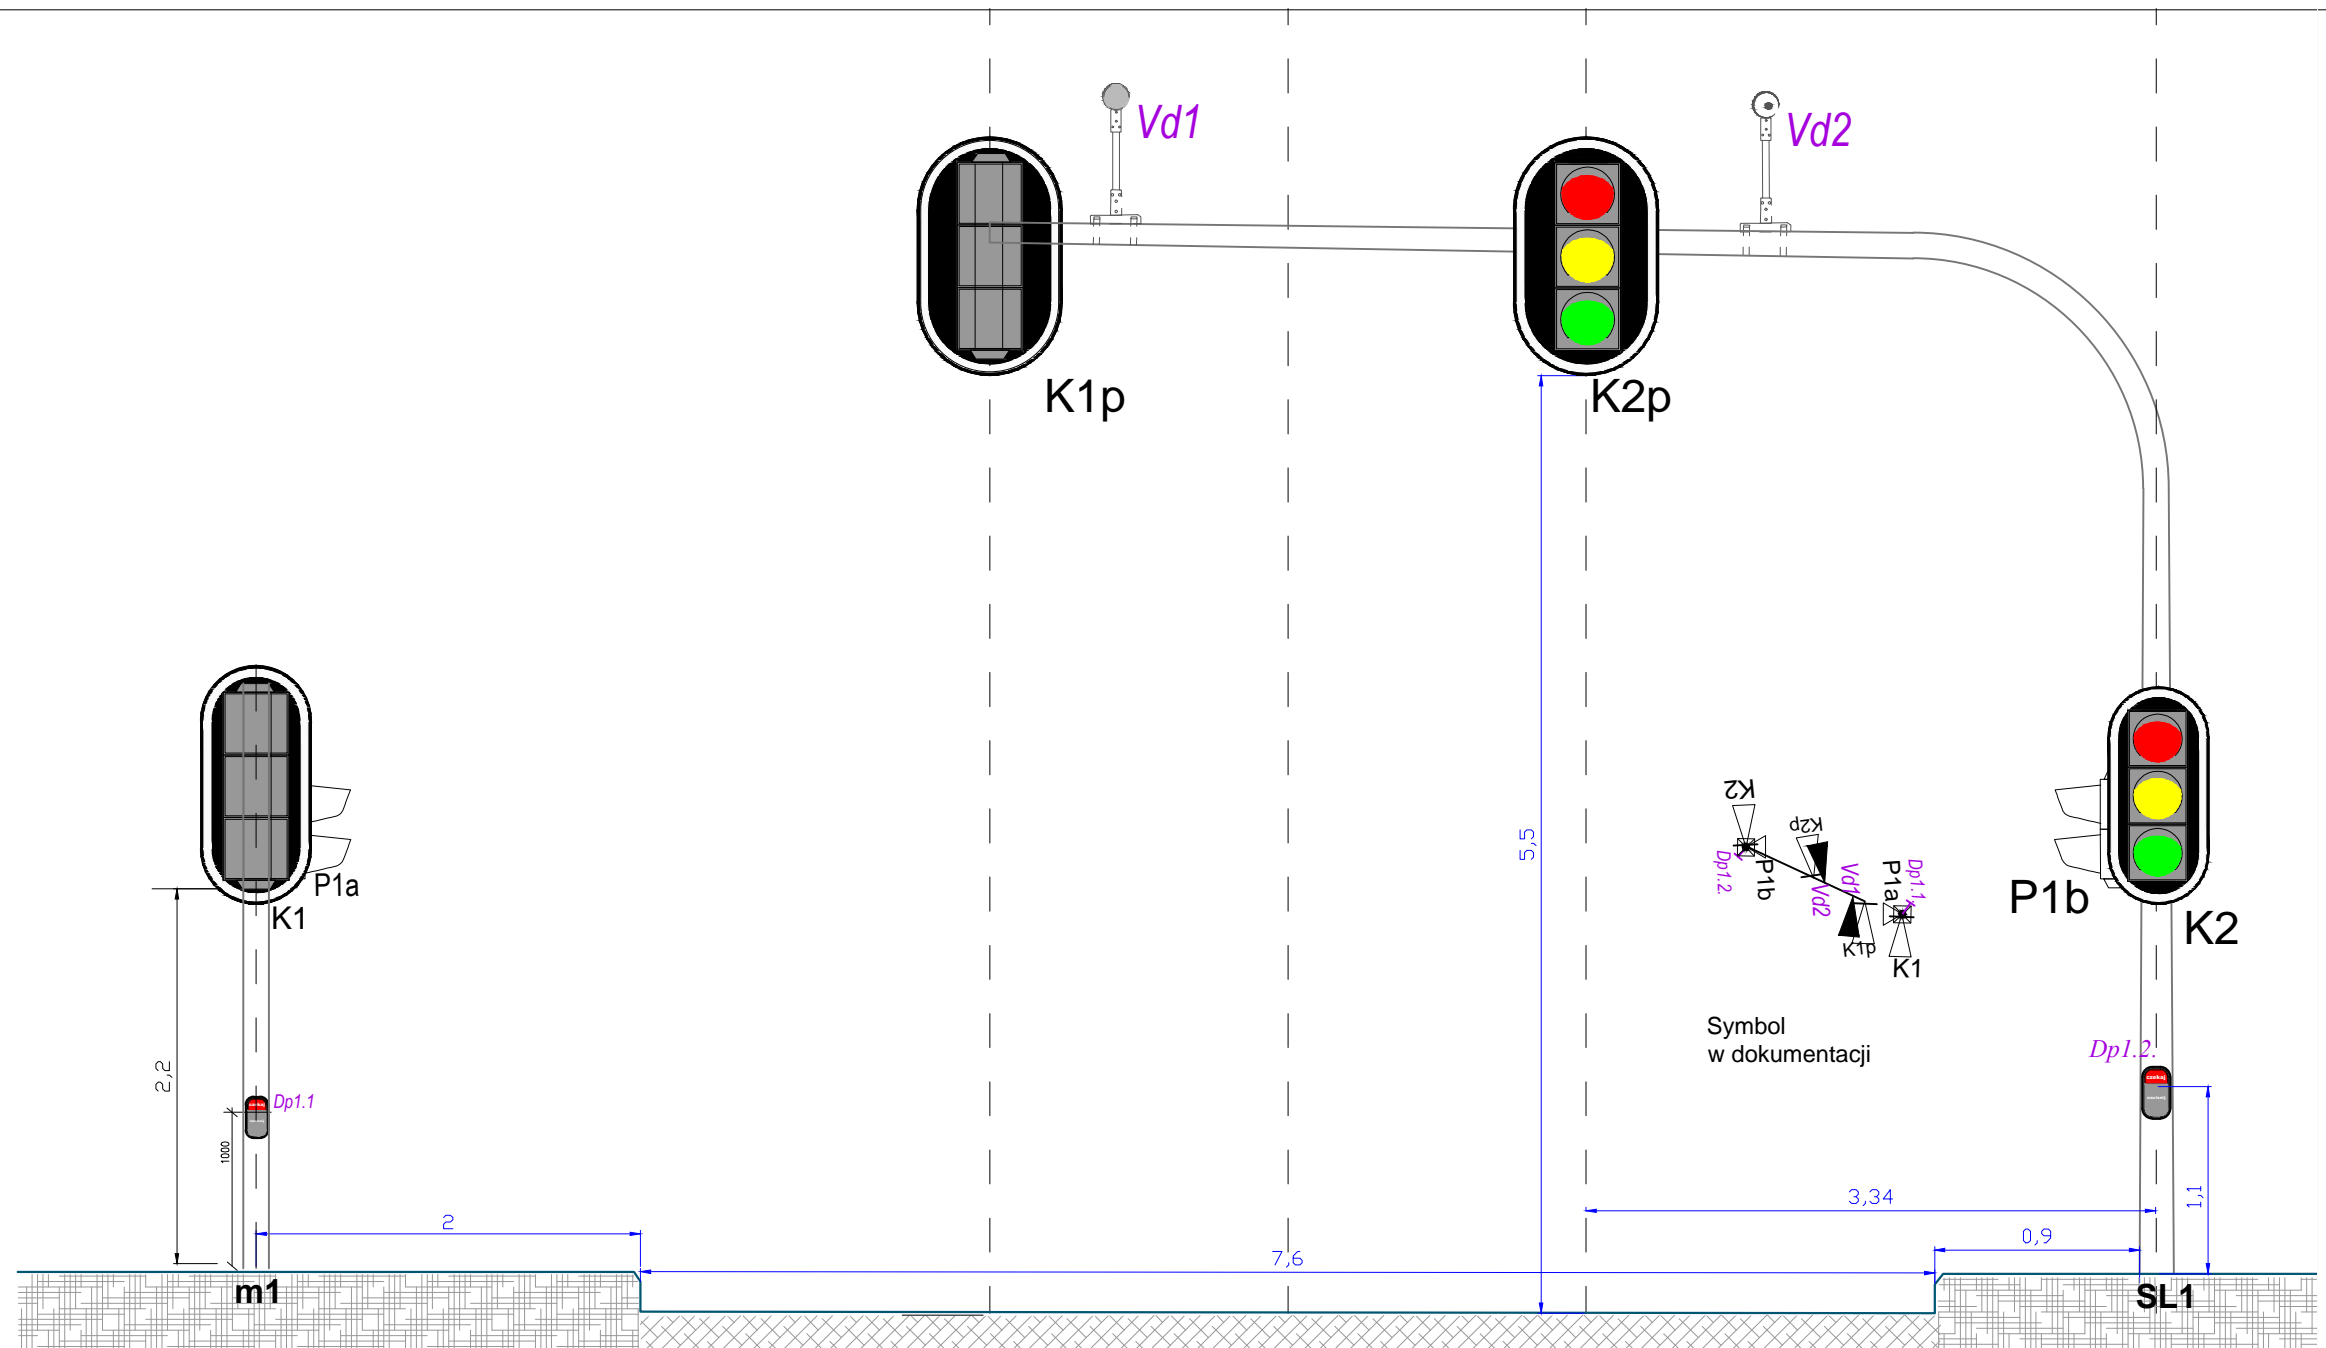 Vd1
Vd2
K1p
K2p
5,5
K2
K2p
Dp1.2.
P1b
Vd2
Vd1
P1a
Dp1.1
K1p
K1
Symbol
w dokumentacji
P1a
K1
P1b
K2
2,2
Dp1.1
1000
Dp1.2.
czekaj
czekaj
1,1
2
7,6
3,34
0,9
m1
SL1